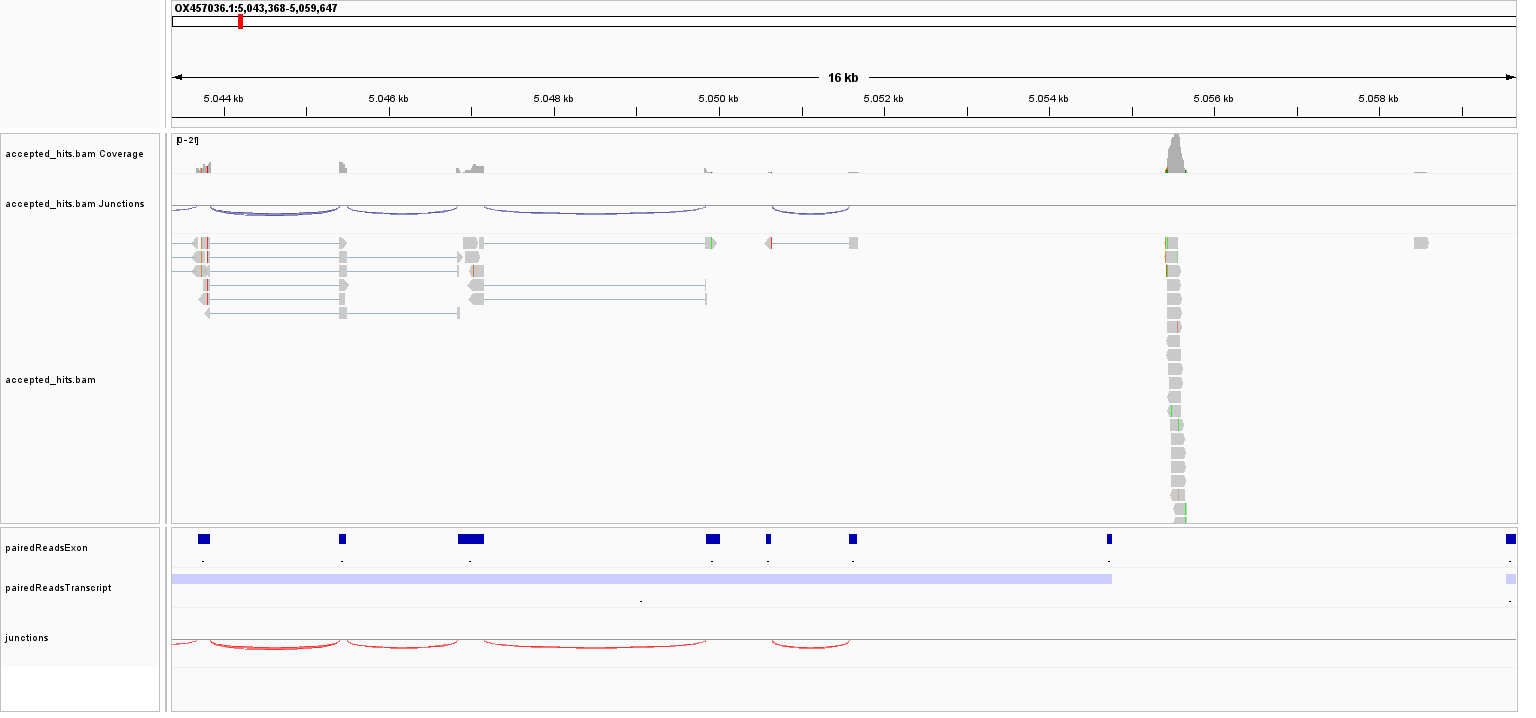 OX457036.1:5,043,368-5,059,647
16 kb
5.044 kb 5.046 kb 5.048 kb 5.050 kb 5.052 kb 5.054 kb 5.056 kb 5.058 kb
[0-21]
accepted_hits.bam Coverage
accepted_hits.bam Junctions
accepted_hits.bam
pairedReadsExon
pairedReadsTranscript
junctions